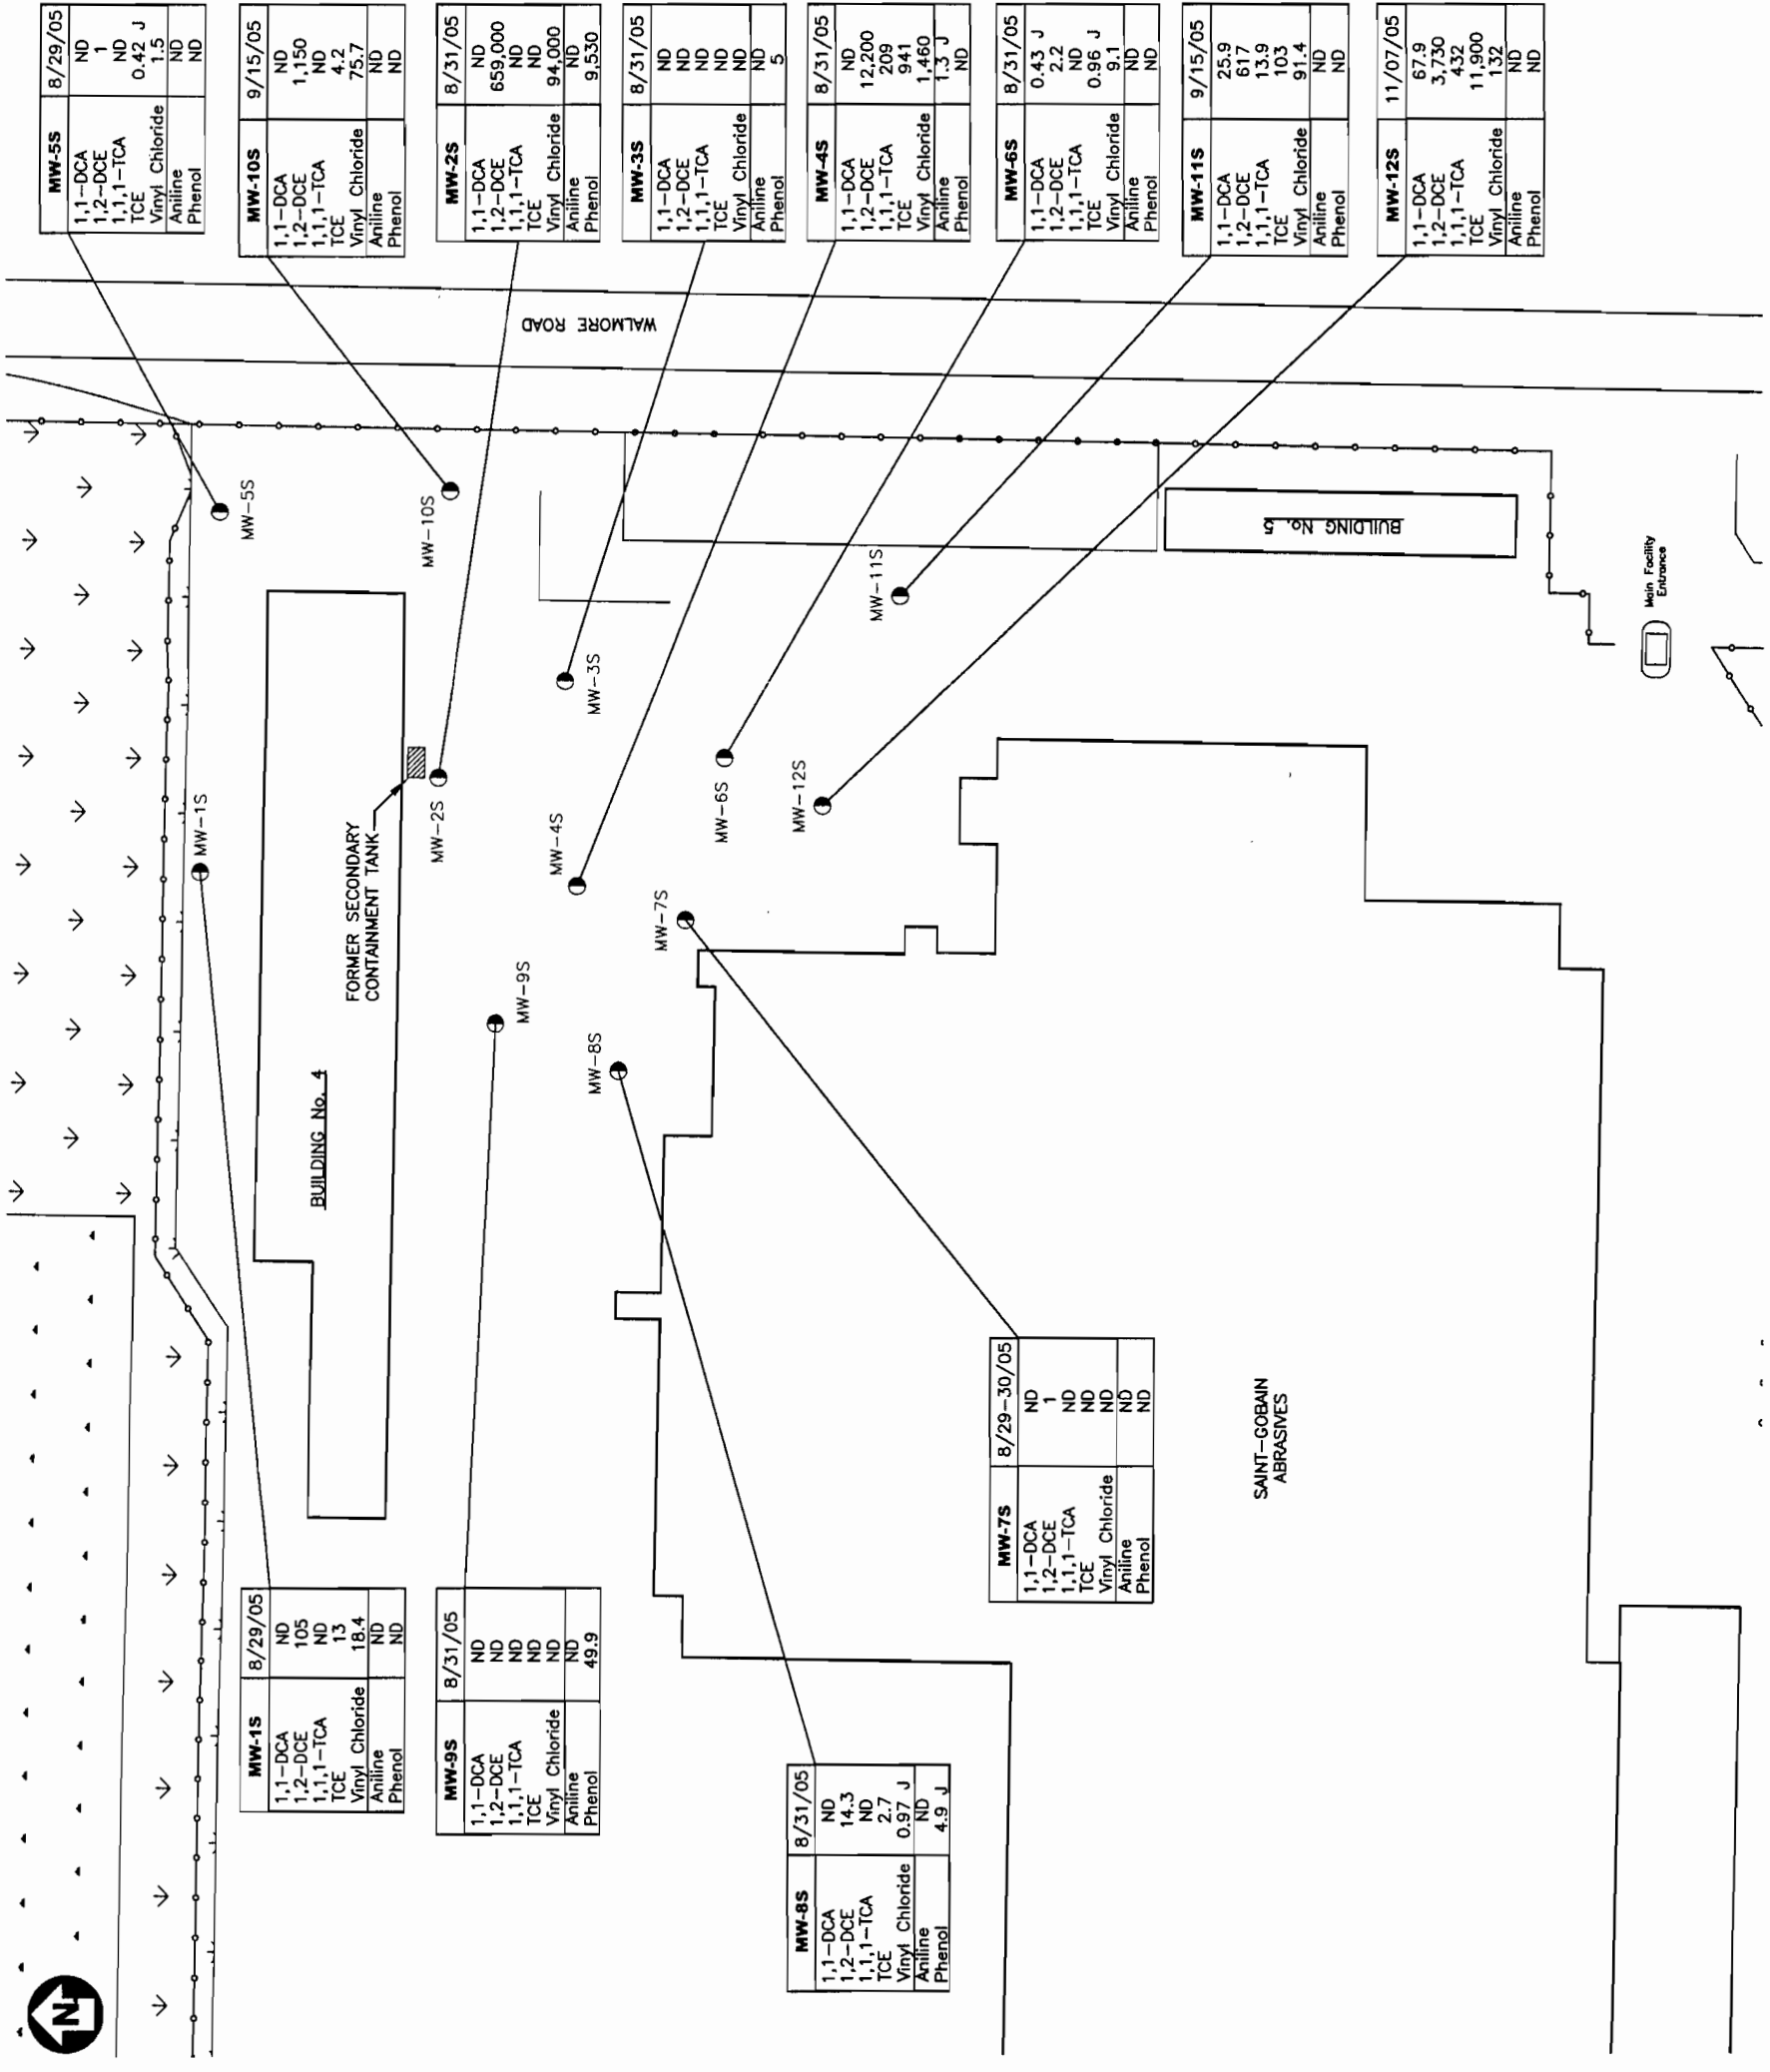 N
MW-5S 8/29/05
1,1-DCA ND
1,2-DCE 1
1,1,1-TCA ND
TCE 0.42 J
Vinyl Chloride 1.5
Aniline ND
Phenol ND
MW-10S 9/15/05
1,1-DCA ND
1,2-DCE 1,150
1,1,1-TCA ND
TCE 4.2
Vinyl Chloride 75.7
Aniline ND
Phenol ND
MW-2S 8/31/05
1,1-DCA ND
1,2-DCE 659,000
1,1,1-TCA ND
TCE ND
Vinyl Chloride 94,000
Aniline ND
Phenol 9,530
MW-3S 8/31/05
1,1-DCA ND
1,2-DCE ND
1,1,1-TCA ND
TCE ND
Vinyl Chloride ND
Aniline ND
Phenol 5
MW-4S 8/31/05
1,1-DCA ND
1,2-DCE 12,200
1,1,1-TCA 209
TCE 941
Vinyl Chloride 1,460
Aniline 1.3 J
Phenol ND
MW-6S 8/31/05
1,1-DCA 0.43 J
1,2-DCE 2.2
1,1,1-TCA ND
TCE 0.96 J
Vinyl Chloride 9.1
Aniline ND
Phenol ND
MW-11S 9/15/05
1,1-DCA 25.9
1,2-DCE 617
1,1,1-TCA 13.9
TCE 103
Vinyl Chloride 91.4
Aniline ND
Phenol ND
MW-12S 11/07/05
1,1-DCA 67.9
1,2-DCE 3,730
1,1,1-TCA 432
TCE 11,900
Vinyl Chloride 132
Aniline ND
Phenol ND
WALMORE ROAD
MW-5S
MW-10S
MW-1S
FORMER SECONDARY
CONTAINMENT TANK
BUILDING No. 4
MW-2S
MW-3S
MW-4S
MW-9S
MW-8S
MW-7S
MW-6S
MW-12S
MW-11S
BUILDING No. 3
Main Facility
Entrance
MW-1S 8/29/05
1,1-DCA ND
1,2-DCE 105
1,1,1-TCA ND
TCE 13
Vinyl Chloride 18.4
Aniline ND
Phenol ND
MW-9S 8/31/05
1,1-DCA ND
1,2-DCE ND
1,1,1-TCA ND
TCE ND
Vinyl Chloride ND
Aniline ND
Phenol 49.9
MW-8S 8/31/05
1,1-DCA ND
1,2-DCE 14.3
1,1,1-TCA ND
TCE 2.7
Vinyl Chloride 0.97 J
Aniline ND
Phenol 4.9 J
MW-7S 8/29-30/05
1,1-DCA ND
1,2-DCE 1
1,1,1-TCA ND
TCE ND
Vinyl Chloride ND
Aniline ND
Phenol ND
SAINT-GOBAIN
ABRASIVES